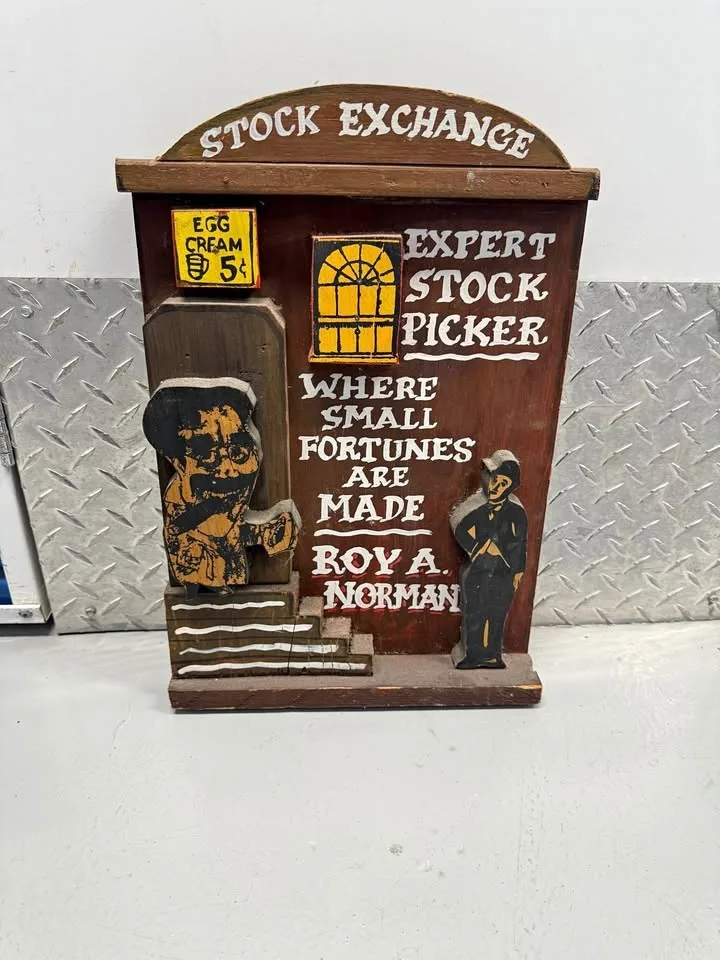 STOCK EXCHANGE
EGG
CREAM
5¢
EXPERT
STOCK
PICKER
WHERE
SMALL
FORTUNES
ARE
MADE
ROY A.
NORMAN